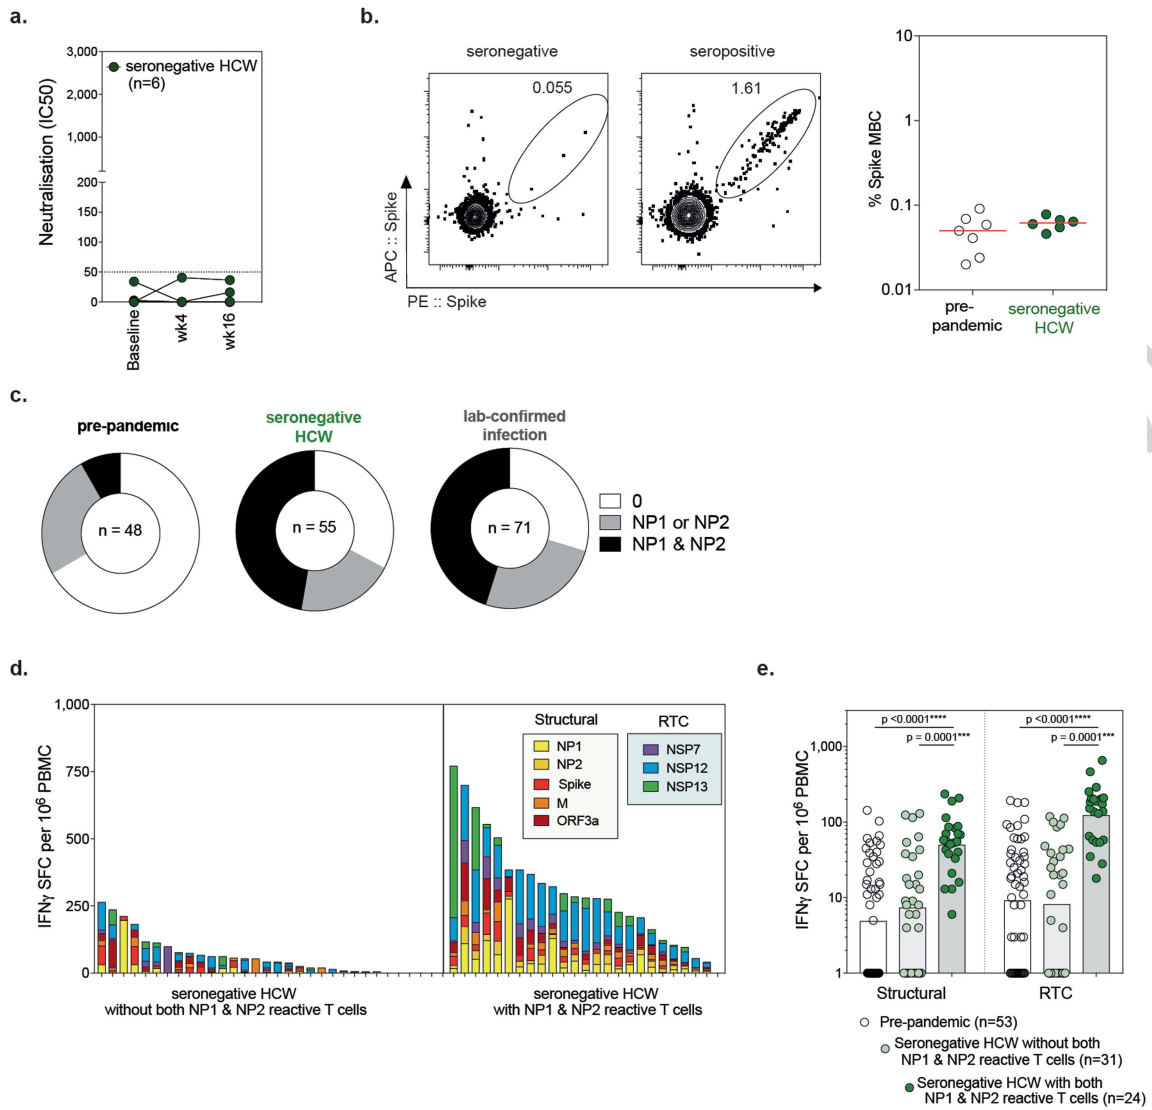 a.
Neutralisation (IC50)
3,000
2,000
1,000
200
150
100
50
0
seronegative HCW
(n=6)
Baseline
wk4
wk16
b.
seronegative
0.055
seropositive
1.61
APC :: Spike
PE :: Spike
% Spike MBC
10
1
0.1
0.01
pre-
pandemic
seronegative
HCW
c.
pre-pandemic
n = 48
seronegative
HCW
n = 55
lab-confirmed
infection
n = 71
0
NP1 or NP2
NP1 & NP2
d.
IFNγ SFC per 10⁶ PBMC
1,000
750
500
250
0
Structural
NP1
NP2
Spike
M
ORF3a
RTC
NSP7
NSP12
NSP13
seronegative HCW
without both NP1 & NP2 reactive T cells
seronegative HCW
with NP1 & NP2 reactive T cells
e.
IFNγ SFC per 10⁶ PBMC
1,000
100
10
1
p <0.0001****
p = 0.0001***
p <0.0001****
p = 0.0001***
Structural
RTC
Pre-pandemic (n=53)
Seronegative HCW without both
NP1 & NP2 reactive T cells (n=31)
Seronegative HCW with both
NP1 & NP2 reactive T cells (n=24)